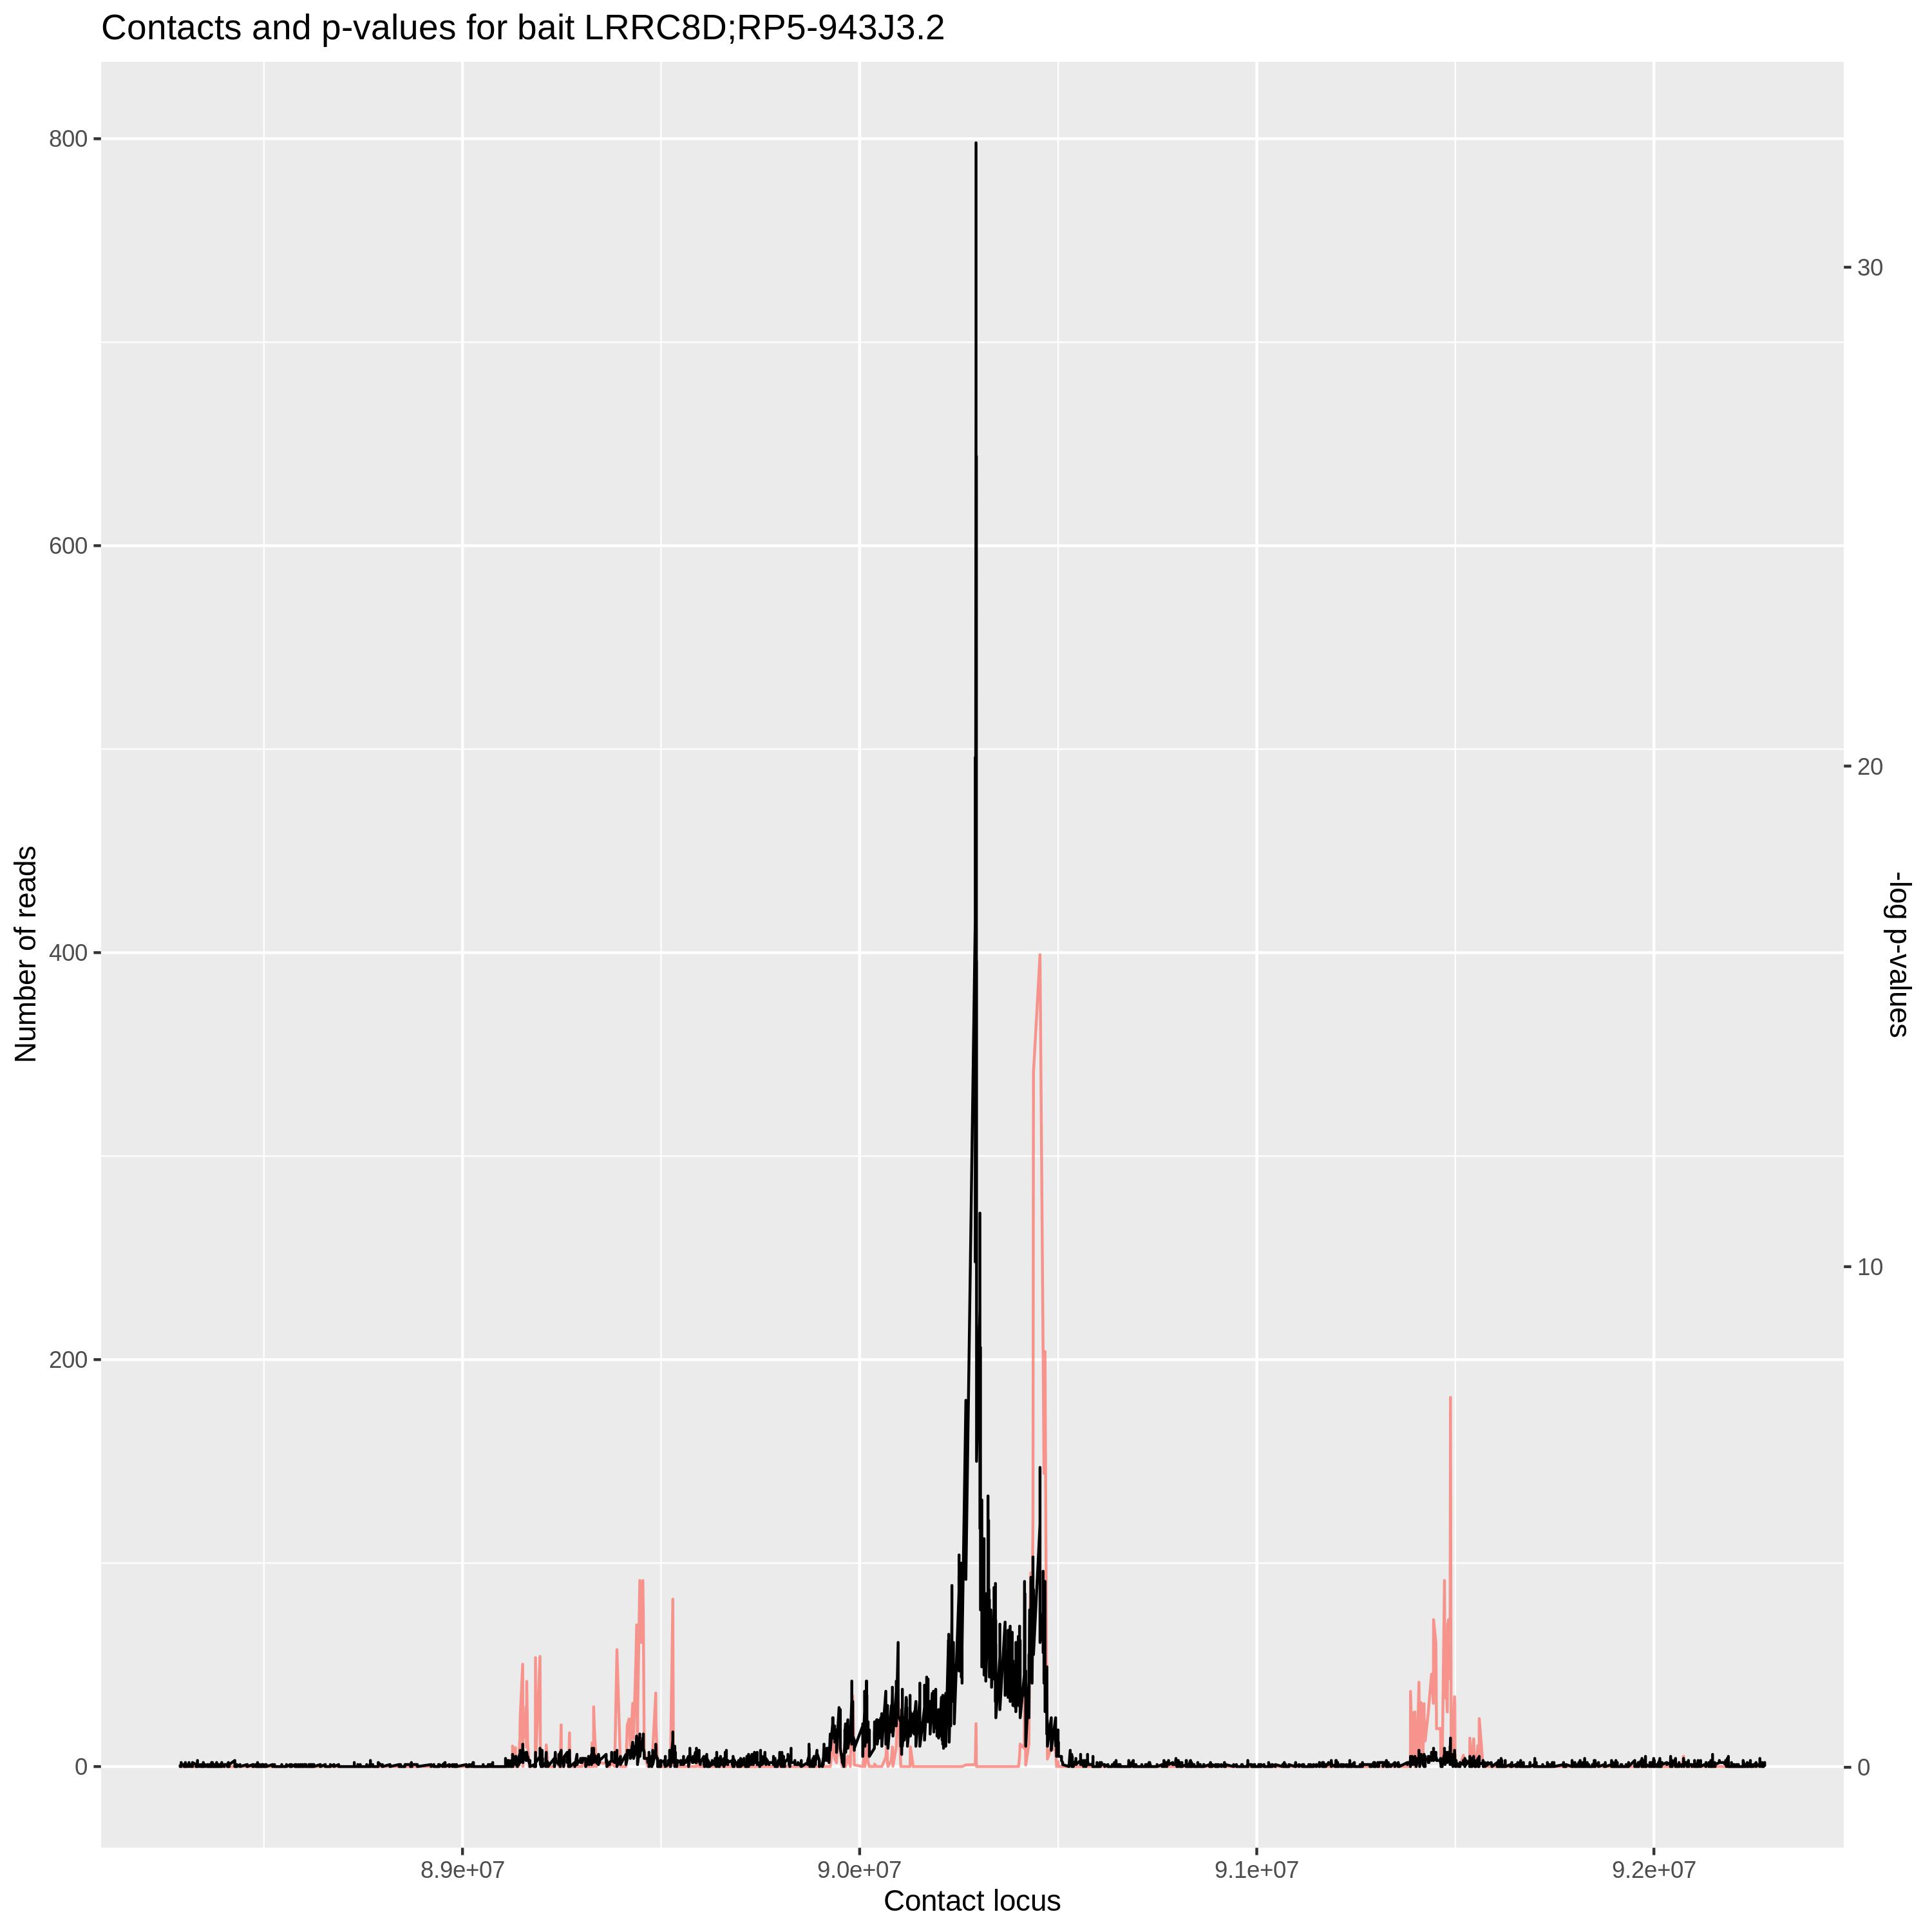 Contacts and p-values for bait LRRC8D;RP5-943J3.2
800
600
400
200
0
Number of reads
30
20
10
0
-log p-values
8.9e+07 9.0e+07 9.1e+07 9.2e+07
Contact locus